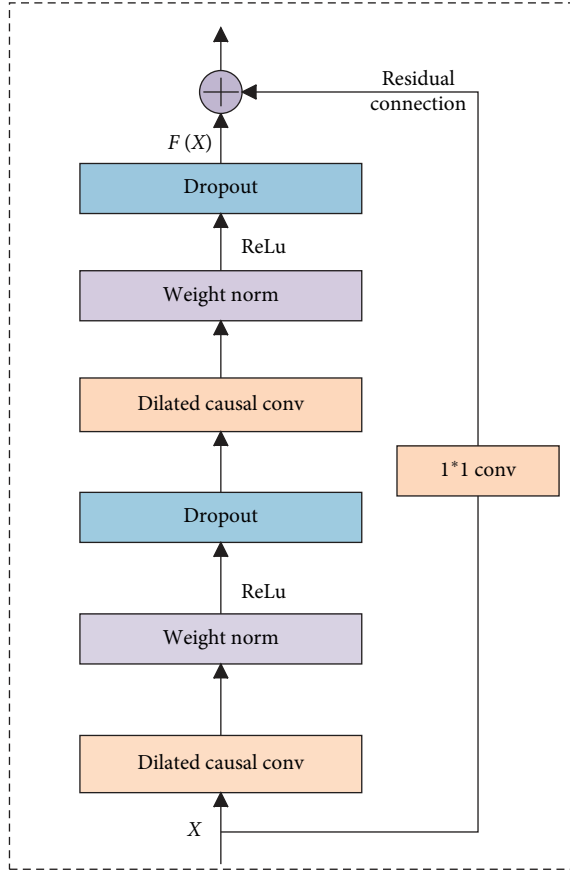 Residual
connection
F (X)
Dropout
ReLu
Weight norm
Dilated causal conv
1*1 conv
Dropout
ReLu
Weight norm
Dilated causal conv
X